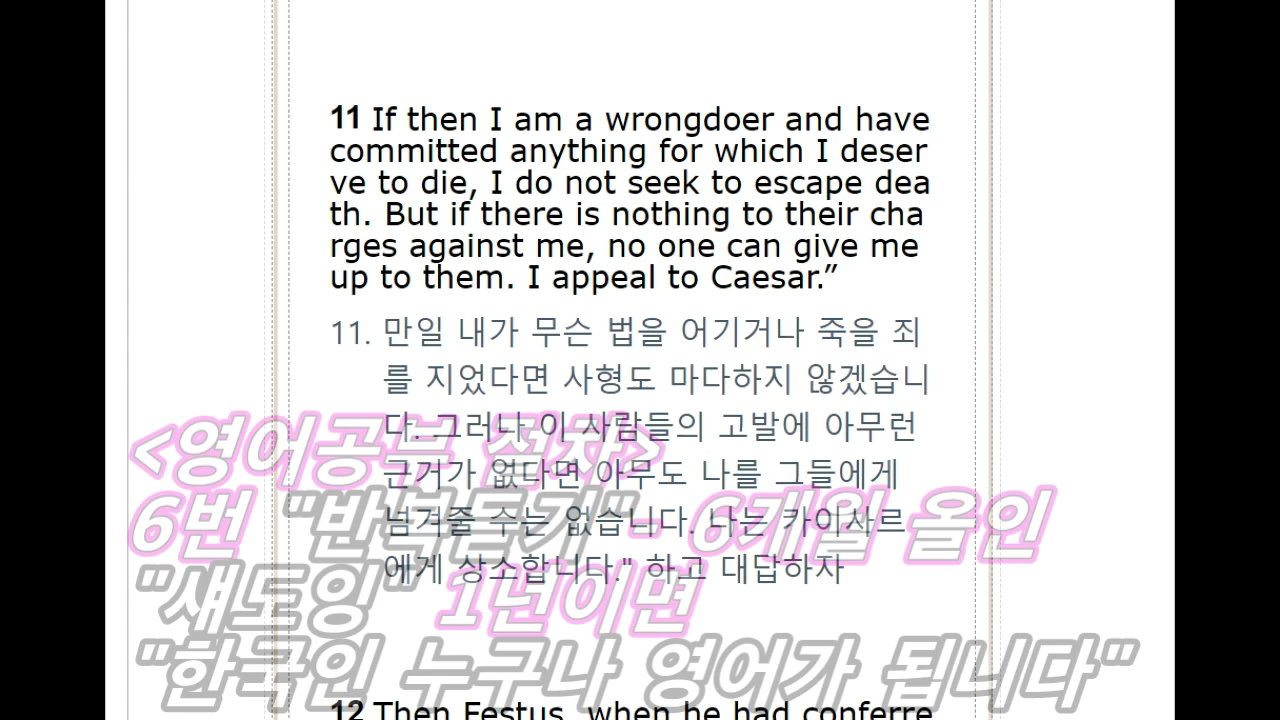 11 If then I am a wrongdoer and have
committed anything for which I deser
ve to die, I do not seek to escape dea
th. But if there is nothing to their cha
rges against me, no one can give me
up to them. I appeal to Caesar.”
11. 만일 내가 무슨 법을 어기거나 죽을 죄
를 지었다면 사형도 마다하지 않겠습니
다. 그러나 이 사람들의 고발에 아무런
근거가 없다면 아무도 나를 그들에게
넘겨줄 수는 없습니다. 나는 카이사르
에게 상소합니다." 하고 대답하자
<영어공부 절차>
6번 "반복듣기"- 6개월 올인
"섀도잉" 1년이면
"한국인 누구나 영어가 됩니다"
12 Then Festus, when he had conferre